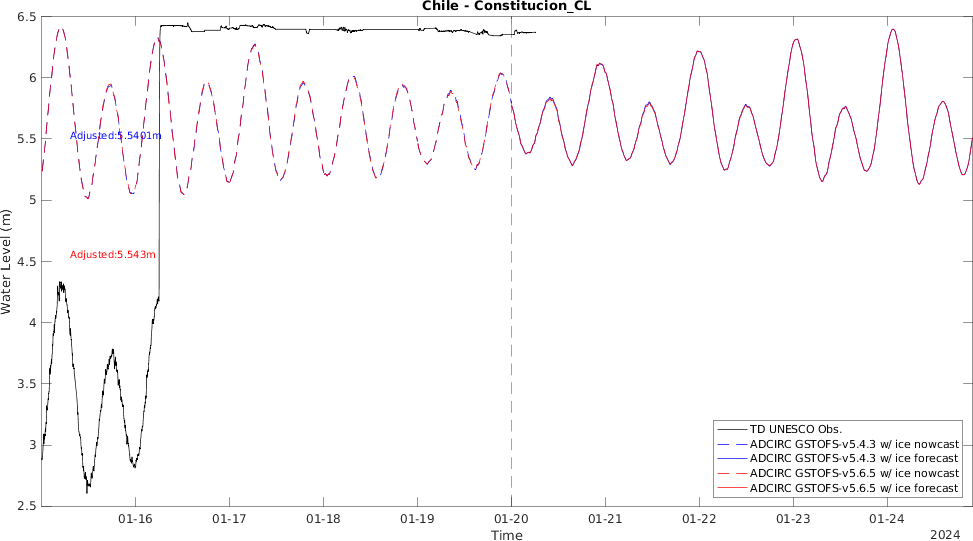 Chile - Constitucion_CL
6.5
6
5.5
5
4.5
4
3.5
3
2.5
Water Level (m)
Adjusted:5.5401m
Adjusted:5.543m
TD UNESCO Obs.
ADCIRC GSTOFS-v5.4.3 w/ ice nowcast
ADCIRC GSTOFS-v5.4.3 w/ ice forecast
ADCIRC GSTOFS-v5.6.5 w/ ice nowcast
ADCIRC GSTOFS-v5.6.5 w/ ice forecast
01-16 01-17 01-18 01-19 01-20 01-21 01-22 01-23 01-24
Time
2024